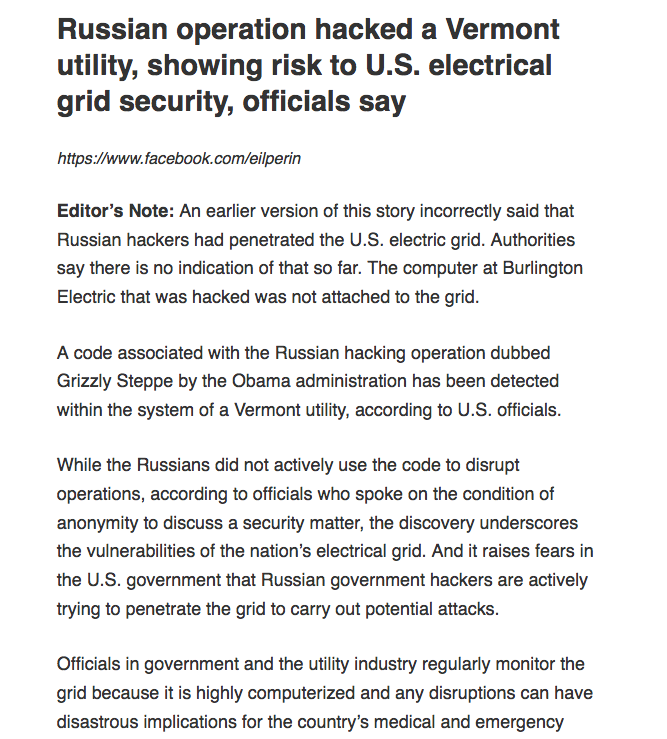 Russian operation hacked a Vermont
utility, showing risk to U.S. electrical
grid security, officials say
https://www.facebook.com/eilperin
Editor’s Note: An earlier version of this story incorrectly said that
Russian hackers had penetrated the U.S. electric grid. Authorities
say there is no indication of that so far. The computer at Burlington
Electric that was hacked was not attached to the grid.
A code associated with the Russian hacking operation dubbed
Grizzly Steppe by the Obama administration has been detected
within the system of a Vermont utility, according to U.S. officials.
While the Russians did not actively use the code to disrupt
operations, according to officials who spoke on the condition of
anonymity to discuss a security matter, the discovery underscores
the vulnerabilities of the nation’s electrical grid. And it raises fears in
the U.S. government that Russian government hackers are actively
trying to penetrate the grid to carry out potential attacks.
Officials in government and the utility industry regularly monitor the
grid because it is highly computerized and any disruptions can have
disastrous implications for the country’s medical and emergency